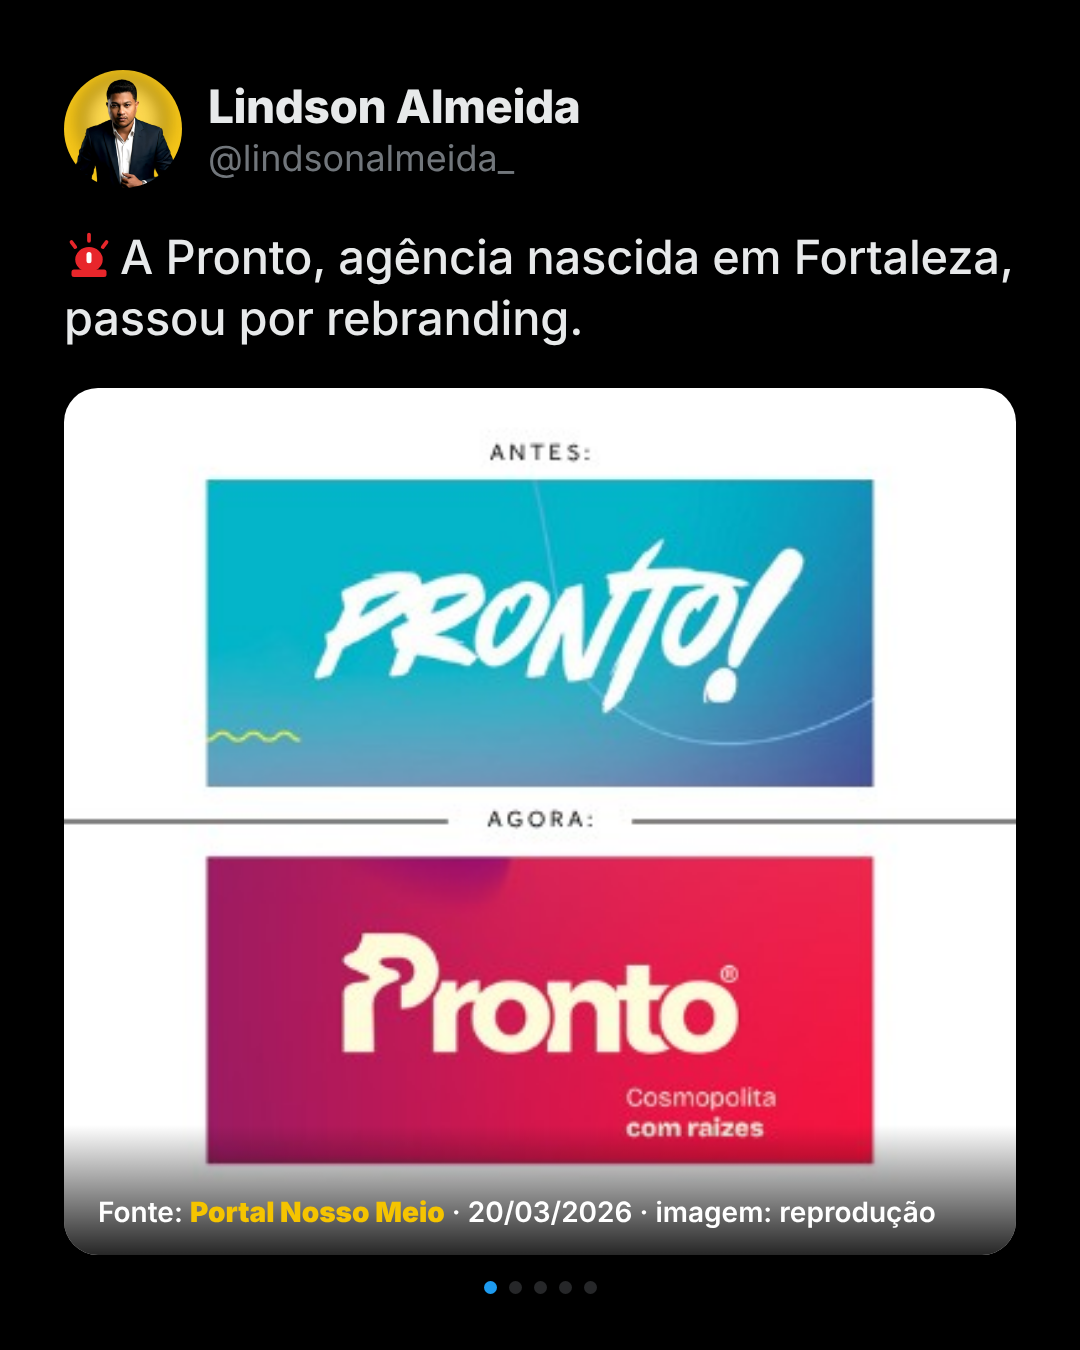 Lindson Almeida
@lindsonalmeida_
🚨A Pronto, agência nascida em Fortaleza,
passou por rebranding.
ANTES:
PRONTO!
AGORA:
Pronto®
Cosmopolita
com raizes
Fonte: Portal Nosso Meio · 20/03/2026 · imagem: reprodução